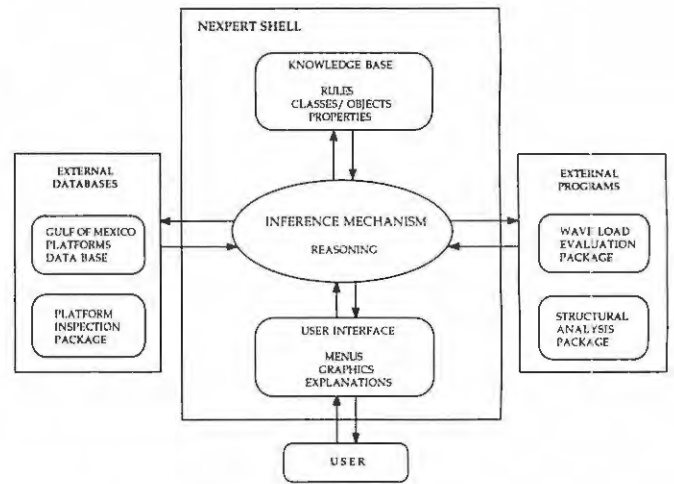 NEXPERT SHELL
KNOWLEDGE BASE
RULES
CLASSES/ OBJECTS
PROPERTIES
EXTERNAL
DATABASES
GULF OF MEXICO
PLATFORMS
DATA BASE
PLATFORM
INSPECTION
PACKAGE
INFERENCE MECHANISM
REASONING
EXTERNAL
PROGRAMS
WAVE LOAD
EVALUATION
PACKAGE
STRUCTURAL
ANALYSIS
PACKAGE
USER INTERFACE
MENUS
GRAPHICS
EXPLANATIONS
USER